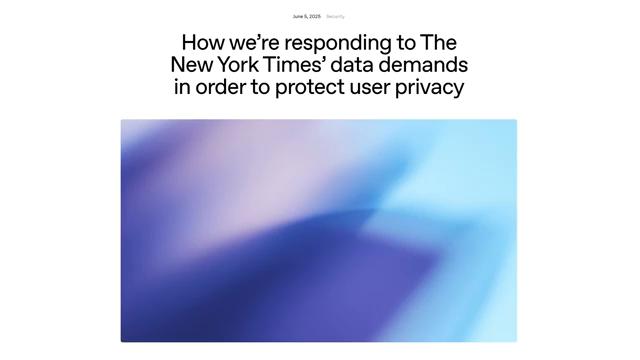 June 5, 2025 Security
How we’re responding to The
New York Times’ data demands
in order to protect user privacy